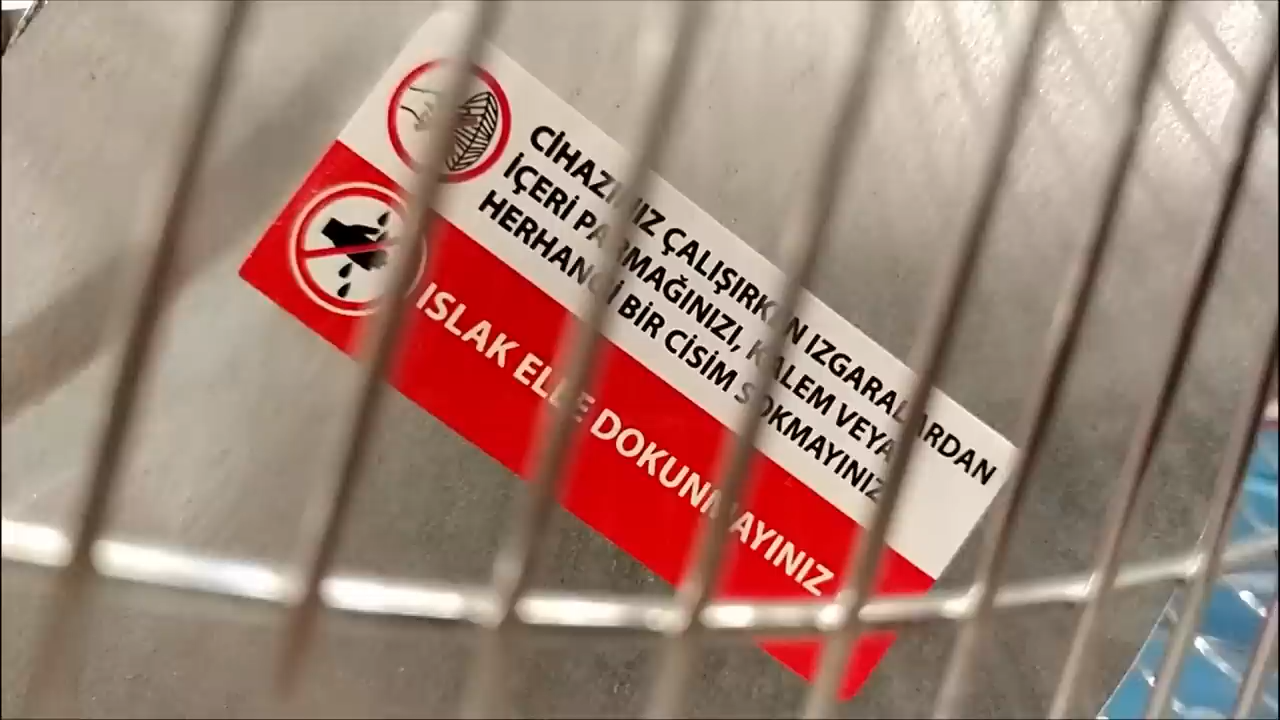 CİHAZINIZ ÇALIŞIRKEN IZGARALARDAN
İÇERİ PARMAĞINIZI, KALEM VEYA
HERHANGİ BİR CİSİM SOKMAYINIZ
ISLAK ELLE DOKUNMAYINIZ